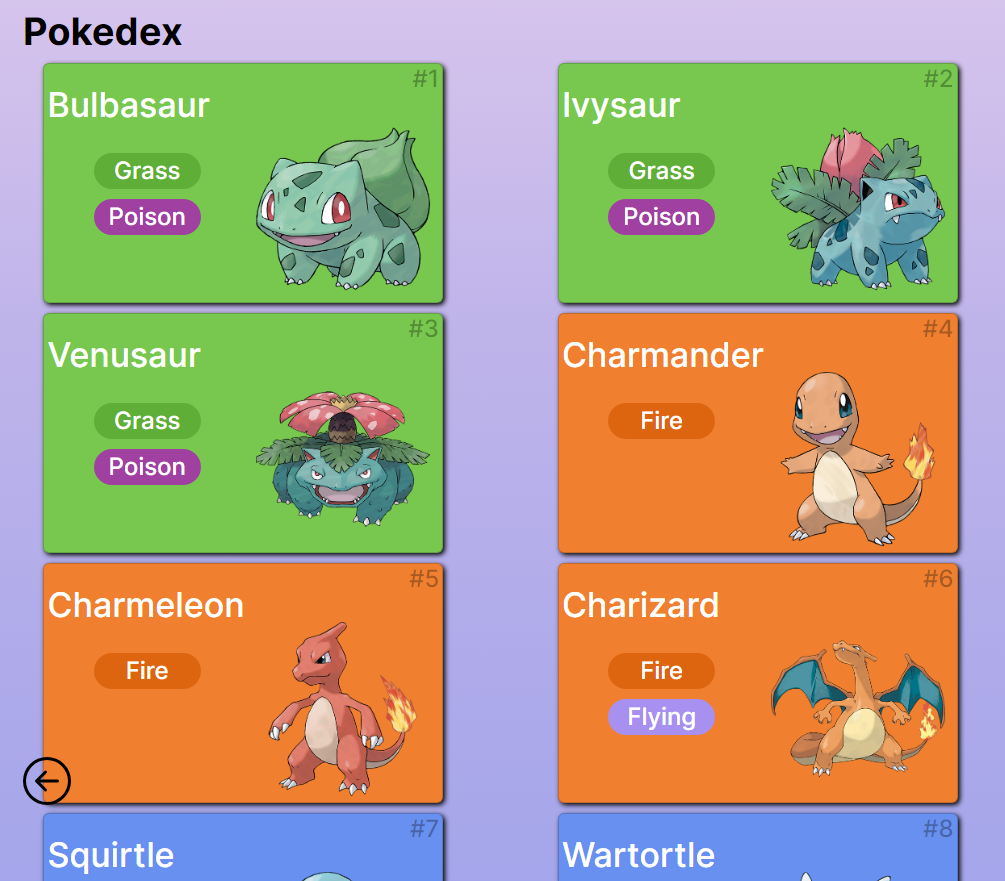 Pokedex
#1
Bulbasaur
Grass
Poison
#2
Ivysaur
Grass
Poison
#3
Venusaur
Grass
Poison
#4
Charmander
Fire
#5
Charmeleon
Fire
#6
Charizard
Fire
Flying
#7
Squirtle
#8
Wartortle